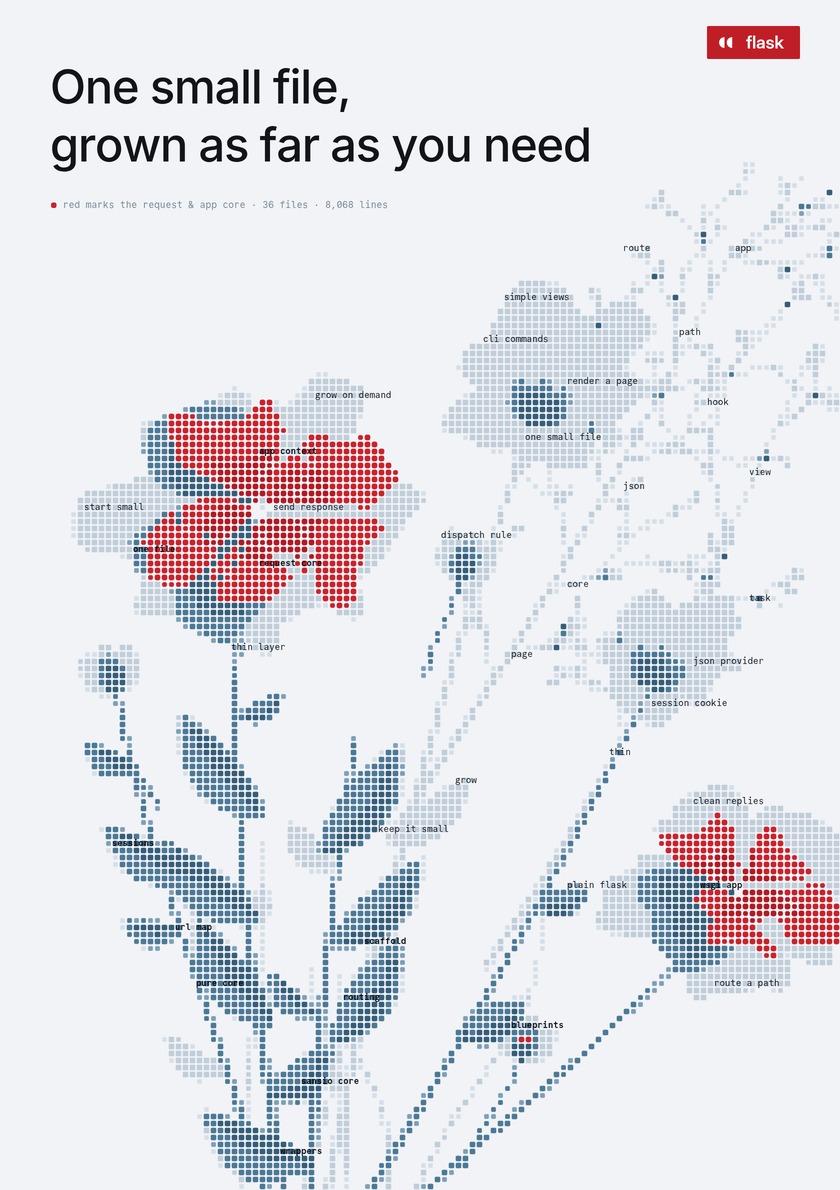 flask
One small file,
grown as far as you need
red marks the request & app core · 36 files · 8,068 lines
route
app
simple views
path
cli commands
render a page
grow on demand
hook
one small file
app context
view
json
start small
send response
dispatch rule
one file
request core
core
task
thin layer
page
json provider
session cookie
thin
grow
clean replies
keep it small
sessions
plain flask
wsgi app
url map
scaffold
pure core
route a path
routing
blueprints
sansio core
wrappers